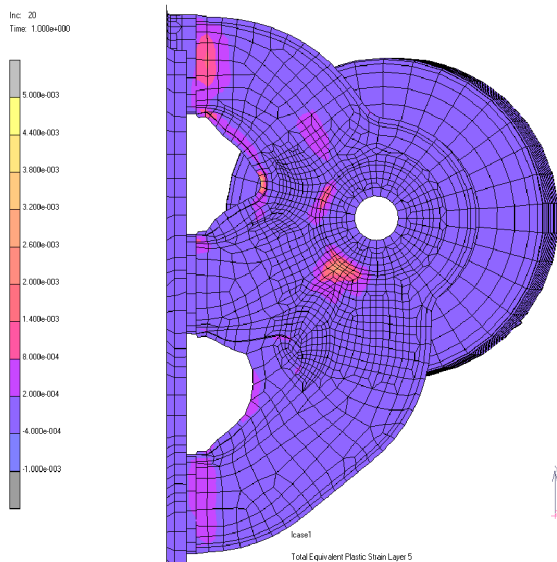 Inc: 20
Time: 1.000e+000
5.000e-003
4.400e-003
3.800e-003
3.200e-003
2.600e-003
2.000e-003
1.400e-003
8.000e-004
2.000e-004
-4.000e-004
-1.000e-003
lcase1
Total Equivalent Plastic Strain Layer 5